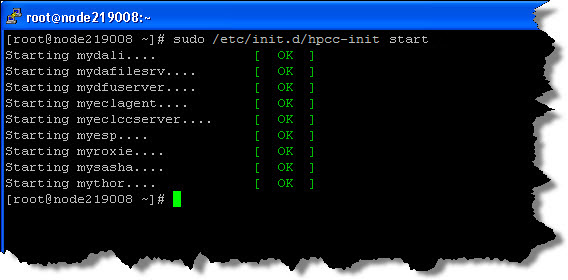 root@node219008:~
[root@node219008 ~]# sudo /etc/init.d/hpcc-init start
Starting mydali.... [ OK ]
Starting mydafilesrv.... [ OK ]
Starting mydfuserver.... [ OK ]
Starting myeclagent.... [ OK ]
Starting myeclccserver.... [ OK ]
Starting myesp.... [ OK ]
Starting myroxie.... [ OK ]
Starting mysasha.... [ OK ]
Starting mythor.... [ OK ]
[root@node219008 ~]#